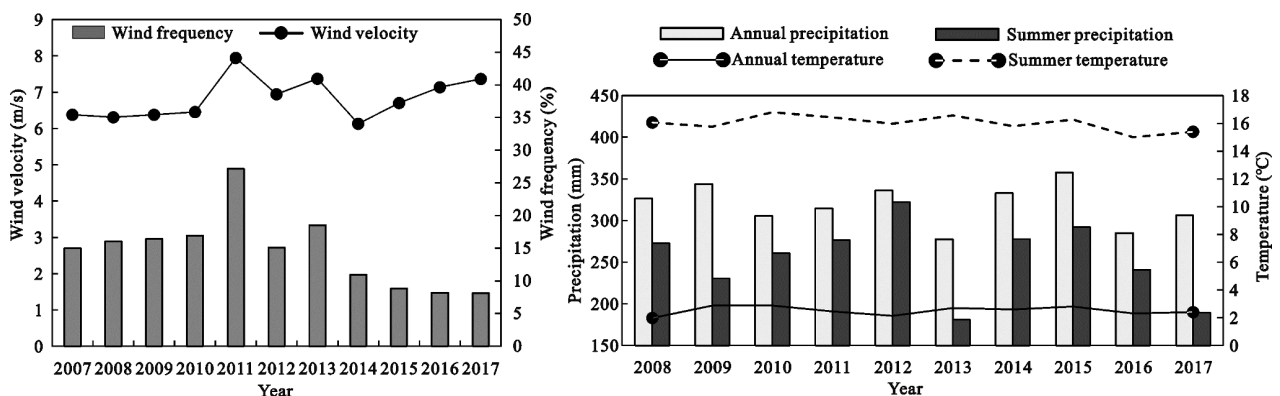 Wind frequency
Wind velocity
Wind velocity (m/s)
9
8
7
6
5
4
3
2
1
0
50
45
40
35
30
25
20
15
10
5
0
Wind frequency (%)
2007 2008 2009 2010 2011 2012 2013 2014 2015 2016 2017
Year
Annual precipitation
Summer precipitation
Annual temperature
Summer temperature
Precipitation (mm)
450
400
350
300
250
200
150
18
16
14
12
10
8
6
4
2
0
Temperature (℃)
2008 2009 2010 2011 2012 2013 2014 2015 2016 2017
Year